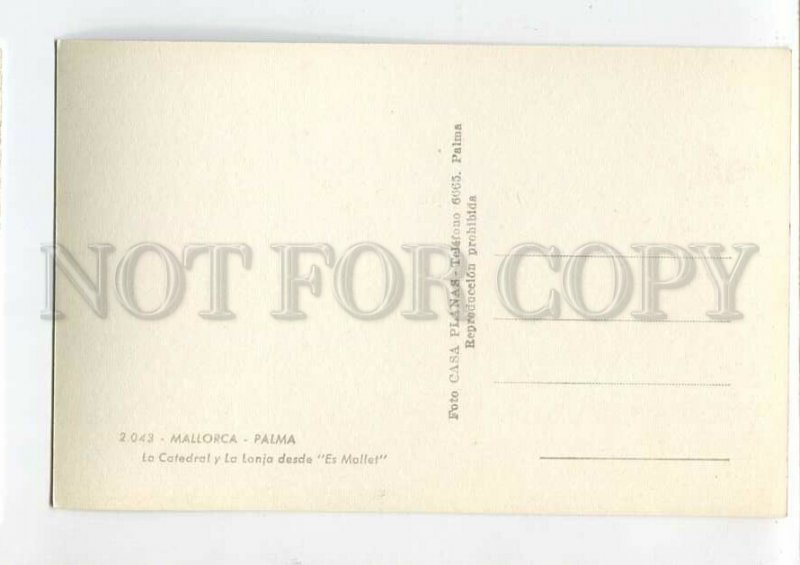 2.043 - MALLORCA - PALMA
La Catedral y La Lonja desde "Es Mollet"
Foto CASA PLANAS - Teléfono 6665. Palma
Reproducción prohibida
NOT FOR COPY